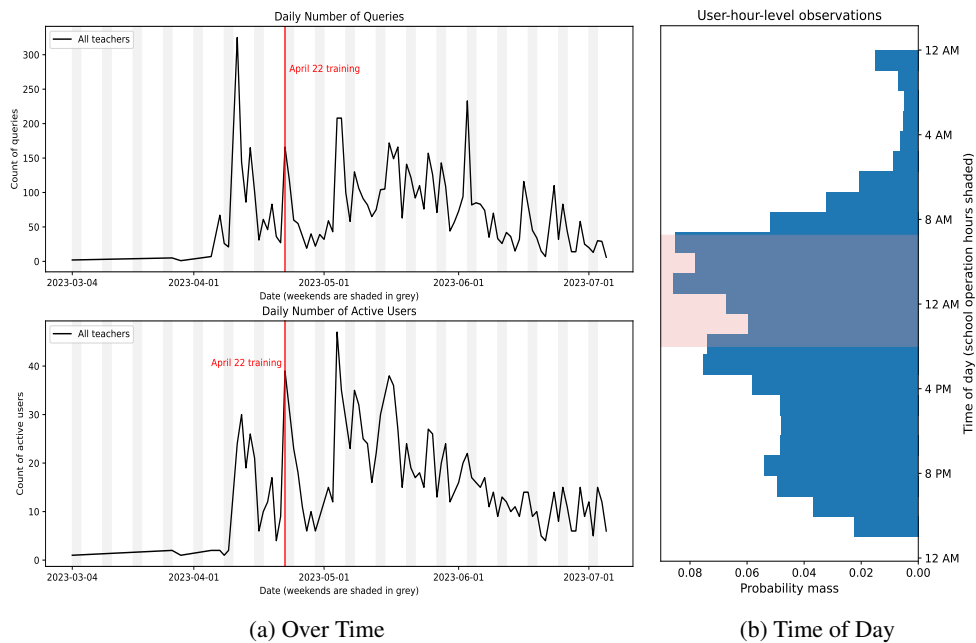 Daily Number of Queries
All teachers
April 22 training
Count of queries
300
250
200
150
100
50
0
2023-03-04 2023-04-01 2023-05-01 2023-06-01 2023-07-01
Date (weekends are shaded in grey)
Daily Number of Active Users
All teachers
April 22 training
Count of active users
40
30
20
10
0
2023-03-04 2023-04-01 2023-05-01 2023-06-01 2023-07-01
Date (weekends are shaded in grey)
(a) Over Time
User-hour-level observations
12 AM
4 AM
8 AM
12 AM
4 PM
8 PM
12 AM
Time of day (school operation hours shaded)
0.08 0.06 0.04 0.02 0.00
Probability mass
(b) Time of Day